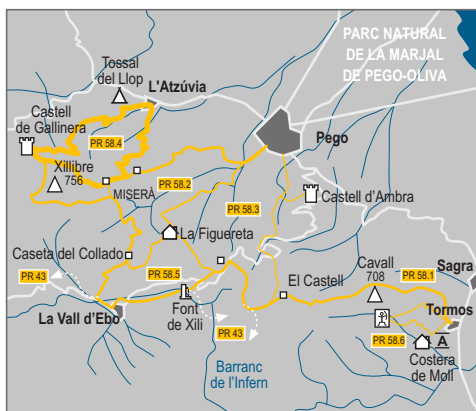 PARC NATURAL
DE LA MARJAL
DE PEGO-OLIVA
Tossal
del Llop
L'Atzúvia
Castell
de Gallinera
PR 58.4
Pego
Xillibre
756
MISERÀ
PR 58.2
PR 58.3
Castell d'Ambra
La Figuereta
Caseta del Collado
Cavall
708
Sagra
PR 43
PR 58.5
El Castell
PR 58.1
La Vall d'Ebo
Font
de Xili
PR 43
Tormos
PR 58.6
A
Costera
de Moll
Barranc
de l'Infern